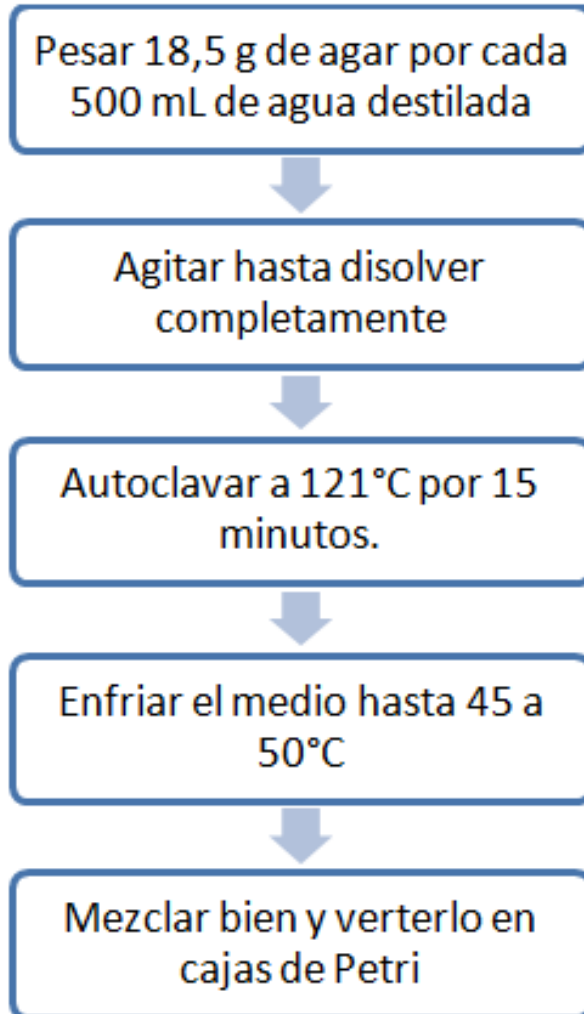 Pesar 18,5 g de agar por cada
500 mL de agua destilada
Agitar hasta disolver
completamente
Autoclavar a 121°C por 15
minutos.
Enfriar el medio hasta 45 a
50°C
Mezclar bien y verterlo en
cajas de Petri